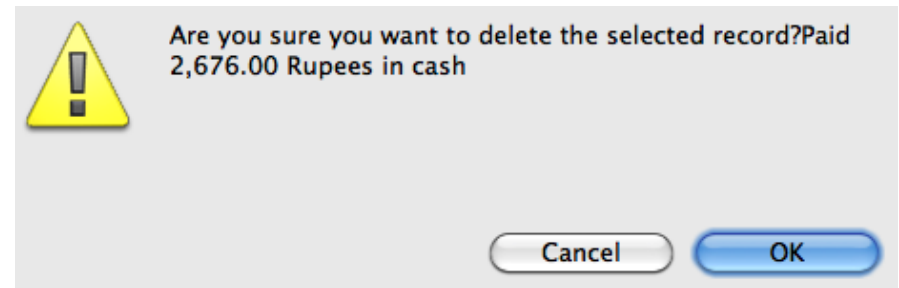 Are you sure you want to delete the selected record?Paid
2,676.00 Rupees in cash
Cancel
OK